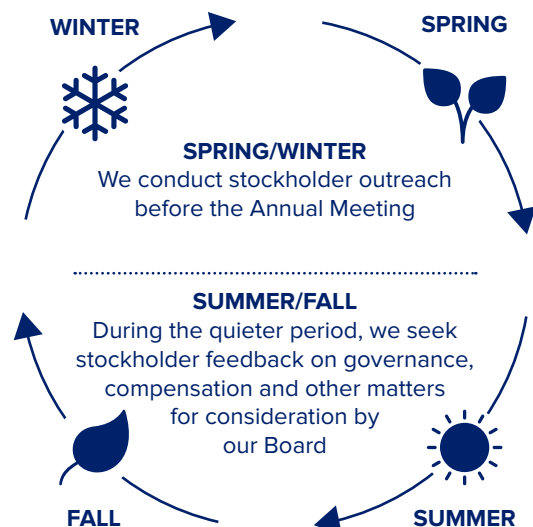 WINTER
SPRING
SPRING/WINTER
We conduct stockholder outreach
before the Annual Meeting
SUMMER/FALL
During the quieter period, we seek
stockholder feedback on governance,
compensation and other matters
for consideration by
our Board
FALL
SUMMER